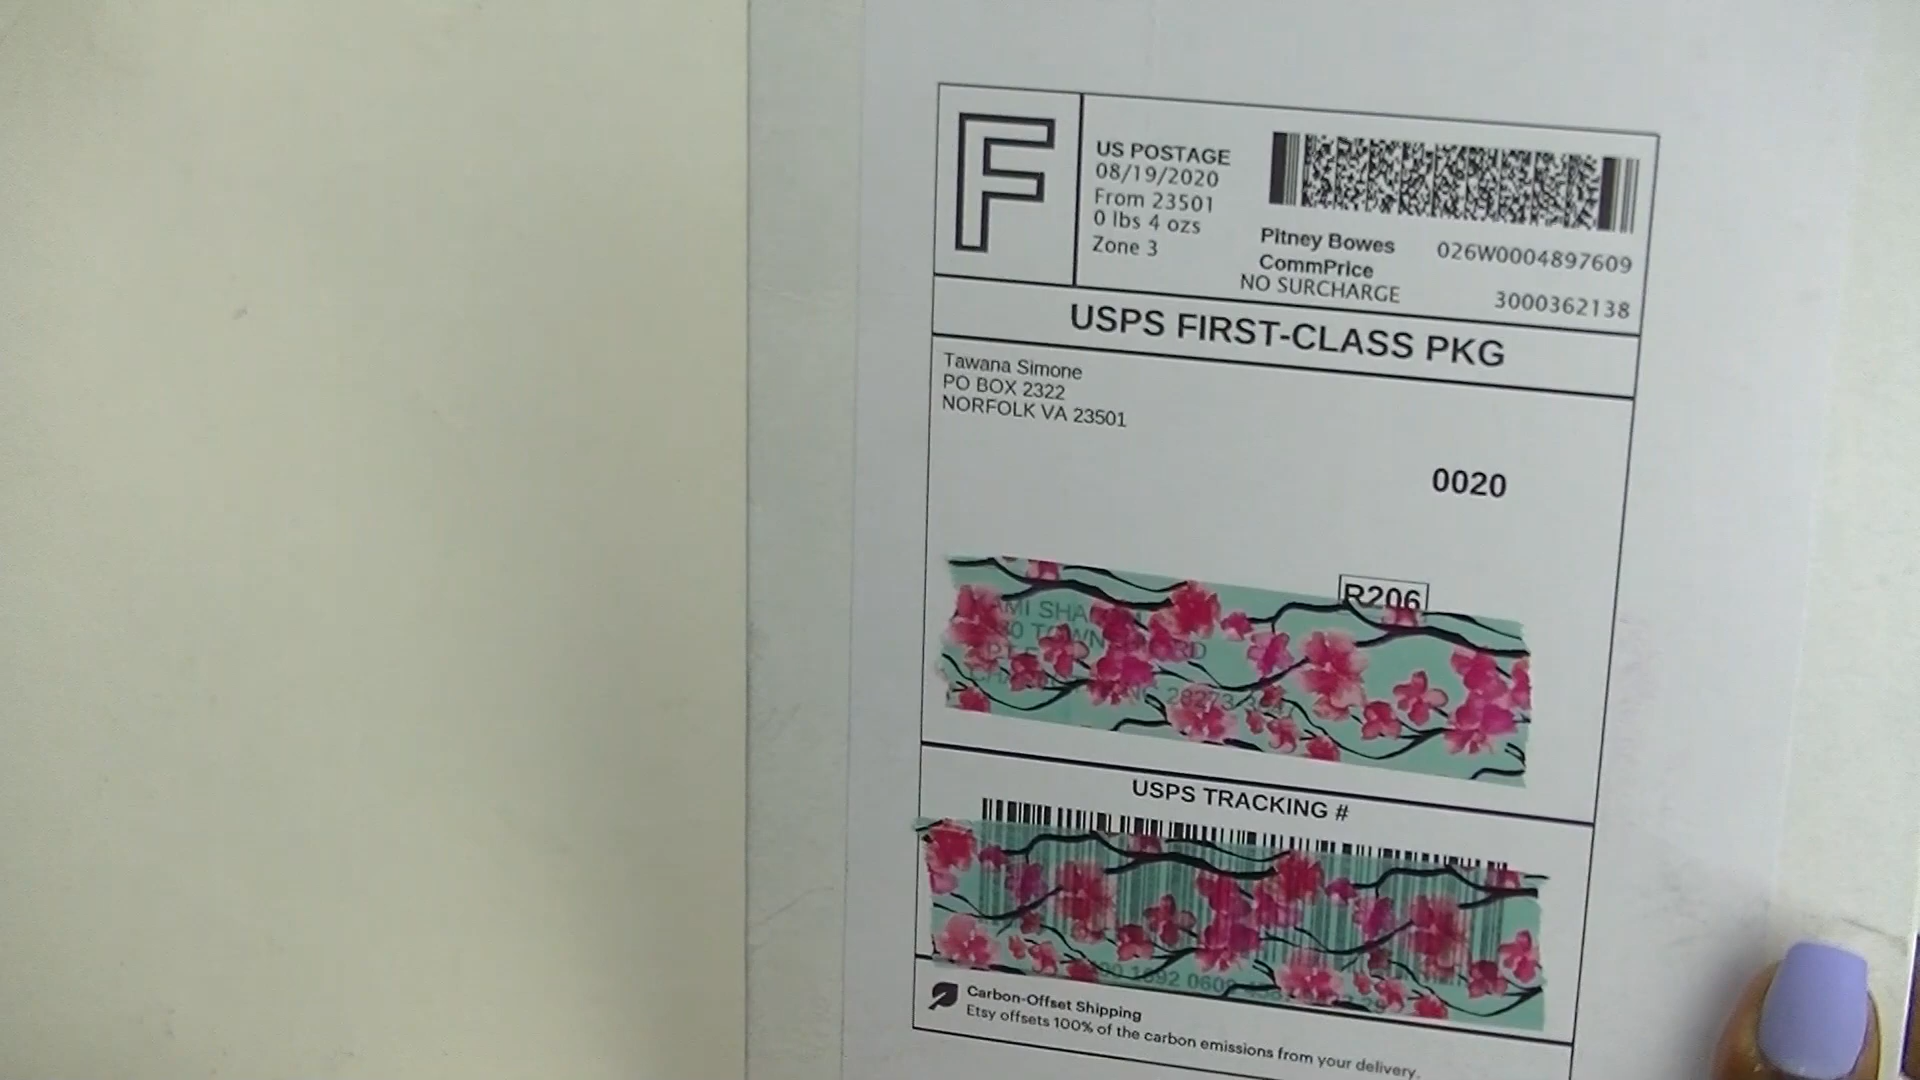 F
US POSTAGE
08/19/2020
From 23501
0 lbs 4 ozs
Zone 3
Pitney Bowes
CommPrice
NO SURCHARGE
026W0004897609
3000362138
USPS FIRST-CLASS PKG
Tawana Simone
PO BOX 2322
NORFOLK VA 23501
0020
R206
USPS TRACKING #
Carbon-Offset Shipping
Etsy offsets 100% of the carbon emissions from your delivery.